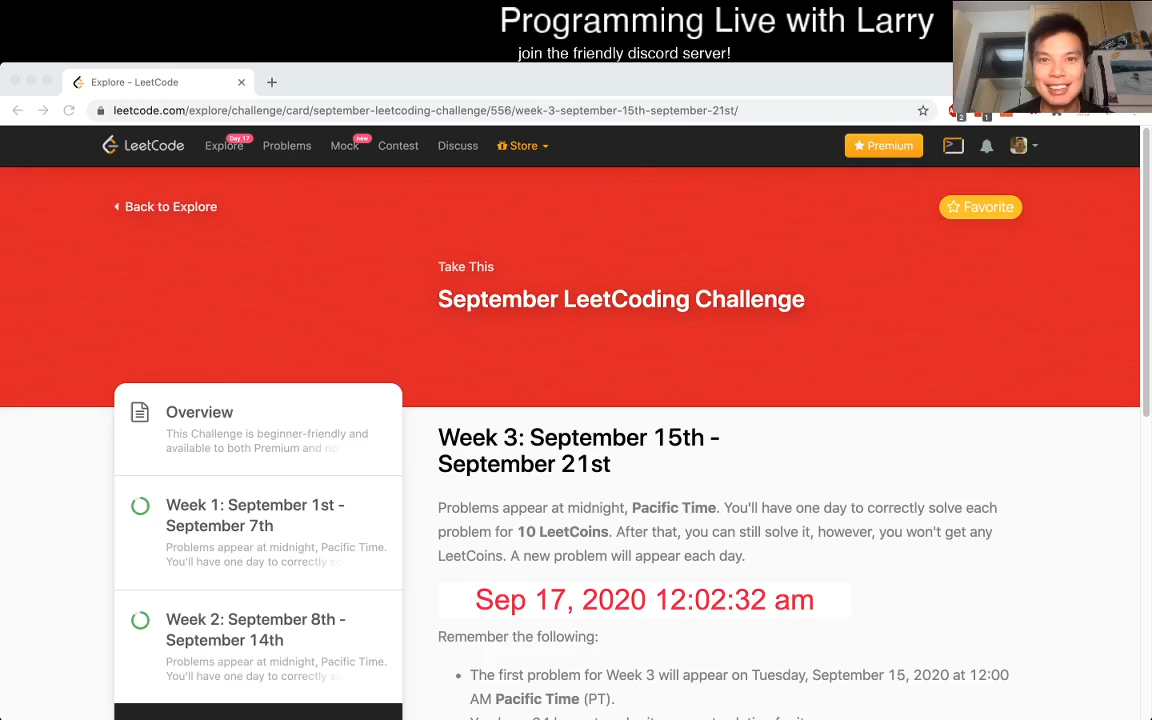 Programming Live with Larry
join the friendly discord server!
Explore - LeetCode
leetcode.com/explore/challenge/card/september-leetcoding-challenge/556/week-3-september-15th-september-21st/
2
1
LeetCode
Explore
Day 17
Problems
Mock
new
Contest
Discuss
Store
Premium
Back to Explore
Favorite
Take This
September LeetCoding Challenge
Overview
This Challenge is beginner-friendly and
available to both Premium and
Week 1: September 1st -
September 7th
Problems appear at midnight, Pacific Time.
You'll have one day to correctly
Week 2: September 8th -
September 14th
Problems appear at midnight, Pacific Time.
You'll have one day to correctly
Week 3: September 15th -
September 21st
Problems appear at midnight, Pacific Time. You'll have one day to correctly solve each
problem for 10 LeetCoins. After that, you can still solve it, however, you won't get any
LeetCoins. A new problem will appear each day.
Sep 17, 2020 12:02:32 am
Remember the following:
The first problem for Week 3 will appear on Tuesday, September 15, 2020 at 12:00
AM Pacific Time (PT).